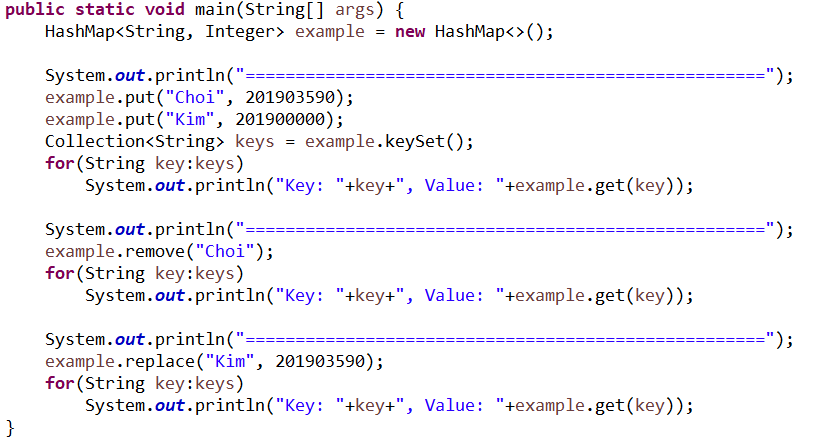 public static void main(String[] args) {
    HashMap<String, Integer> example = new HashMap<>();
    System.out.println("====================================================");
    example.put("Choi", 201903590);
    example.put("Kim", 201900000);
    Collection<String> keys = example.keySet();
    for(String key:keys)
        System.out.println("Key: "+key+", Value: "+example.get(key));
    System.out.println("====================================================");
    example.remove("Choi");
    for(String key:keys)
        System.out.println("Key: "+key+", Value: "+example.get(key));
    System.out.println("====================================================");
    example.replace("Kim", 201903590);
    for(String key:keys)
        System.out.println("Key: "+key+", Value: "+example.get(key));
}